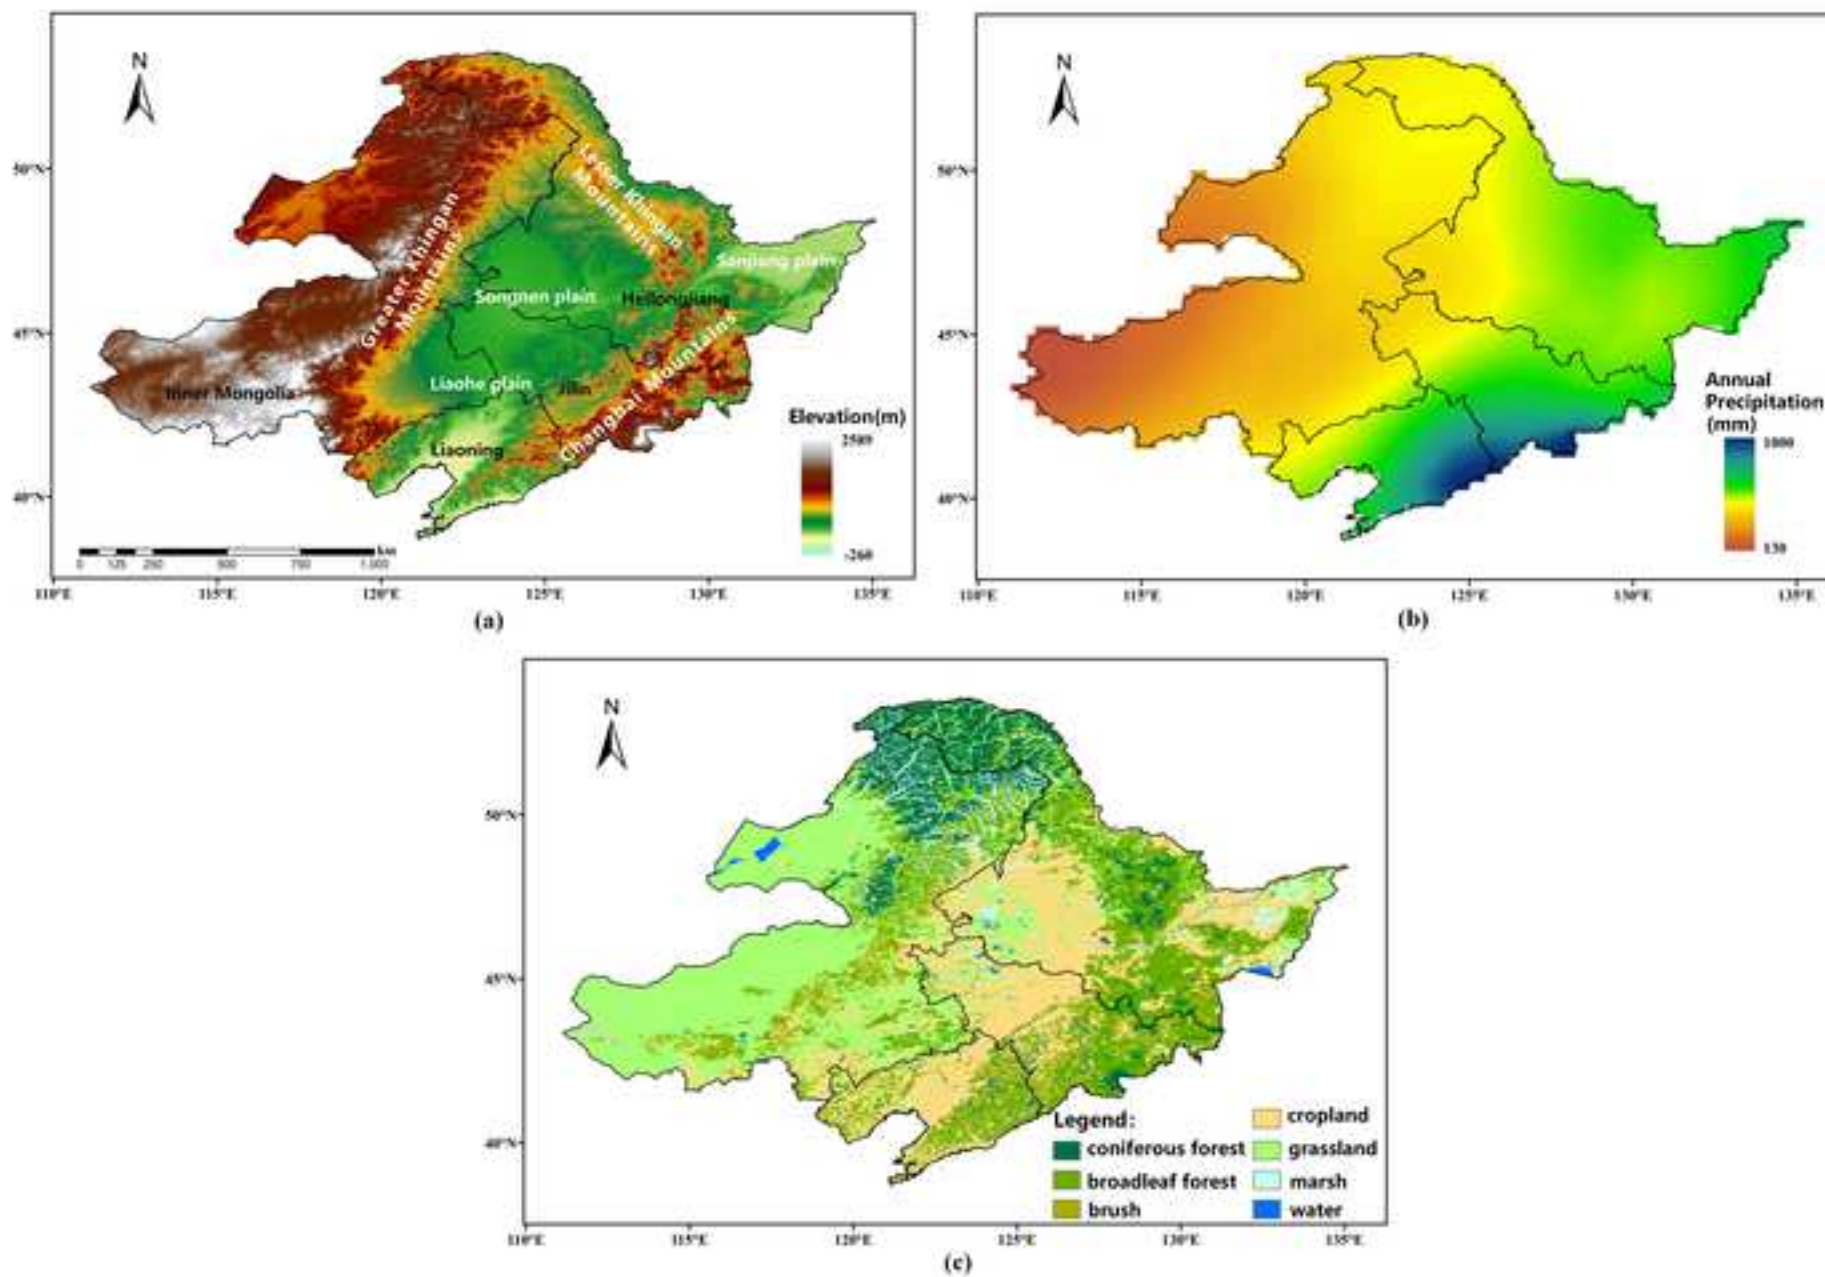 N
50°N
45°N
40°N
Greater Khingan
Mountains
Lesser Khingan
Mountains
Sanjiang plain
Songnen plain
Heilongjiang
Changbai Mountains
Liaohe plain
Jilin
Inner Mongolia
Liaoning
Elevation(m)
2589
-260
0 125 250 500 750 1,000
km
110°E 115°E 120°E 125°E 130°E 135°E
(a)
N
50°N
45°N
40°N
Annual
Precipitation
(mm)
1000
130
110°E 115°E 120°E 125°E 130°E 135°E
(b)
N
50°N
45°N
40°N
Legend:
coniferous forest
broadleaf forest
brush
cropland
grassland
marsh
water
110°E 115°E 120°E 125°E 130°E 135°E
(c)